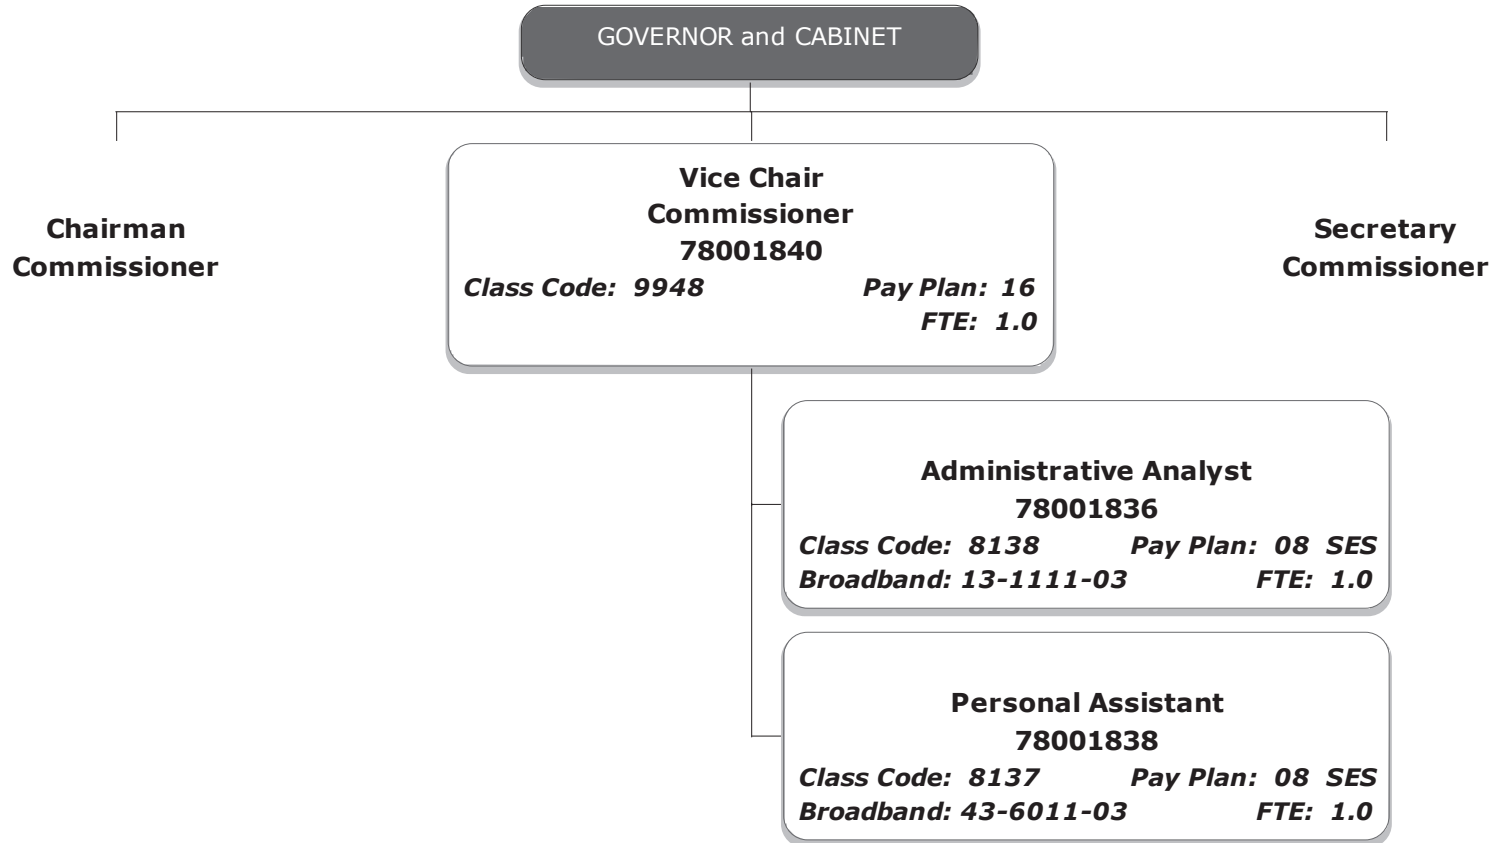 GOVERNOR and CABINET
Chairman
Commissioner
Vice Chair
Commissioner
78001840
Class Code: 9948 Pay Plan: 16
FTE: 1.0
Secretary
Commissioner
Administrative Analyst
78001836
Class Code: 8138 Pay Plan: 08 SES
Broadband: 13-1111-03 FTE: 1.0
Personal Assistant
78001838
Class Code: 8137 Pay Plan: 08 SES
Broadband: 43-6011-03 FTE: 1.0